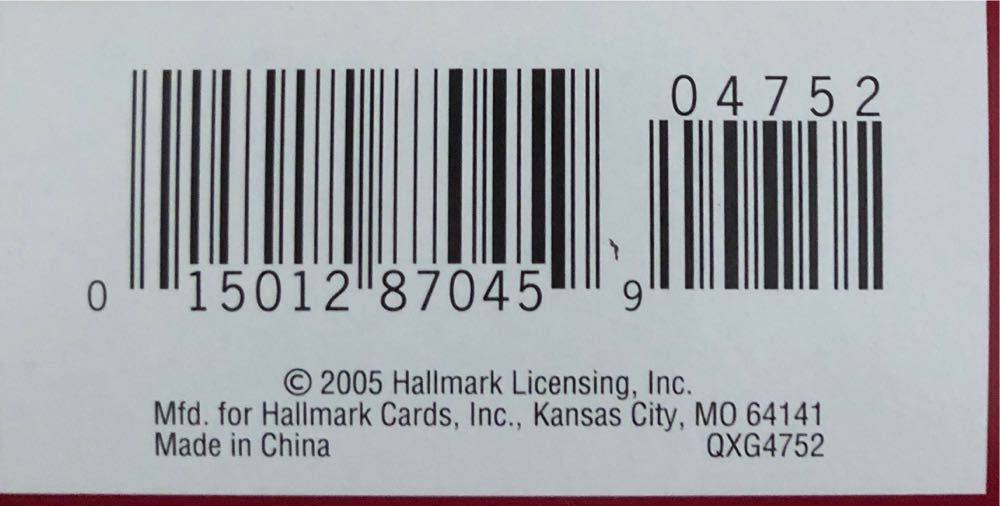 04752
0 15012 87045 9
© 2005 Hallmark Licensing, Inc.
Mfd. for Hallmark Cards, Inc., Kansas City, MO 64141
Made in China QXG4752